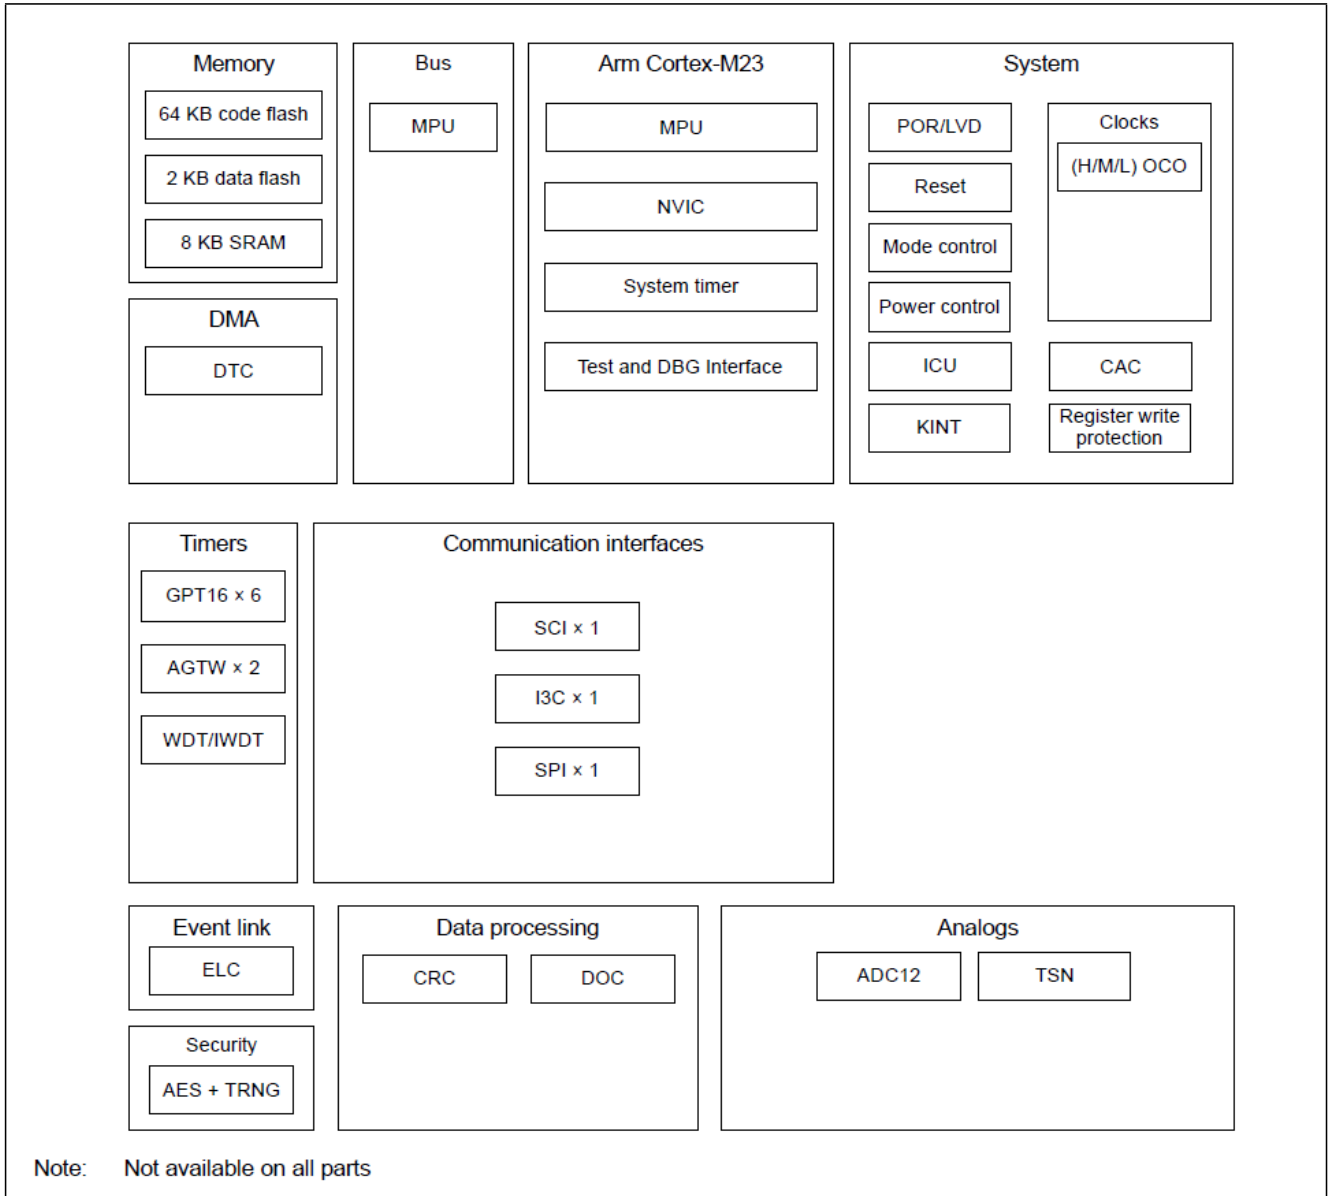 Memory
64 KB code flash
2 KB data flash
8 KB SRAM
DMA
DTC
Bus
MPU
Arm Cortex-M23
MPU
NVIC
System timer
Test and DBG Interface
System
POR/LVD
Reset
Mode control
Power control
ICU
KINT
Clocks
(H/M/L) OCO
CAC
Register write
protection
Timers
GPT16 × 6
AGTW × 2
WDT/IWDT
Communication interfaces
SCI × 1
I3C × 1
SPI × 1
Event link
ELC
Security
AES + TRNG
Data processing
CRC
DOC
Analogs
ADC12
TSN
Note: Not available on all parts